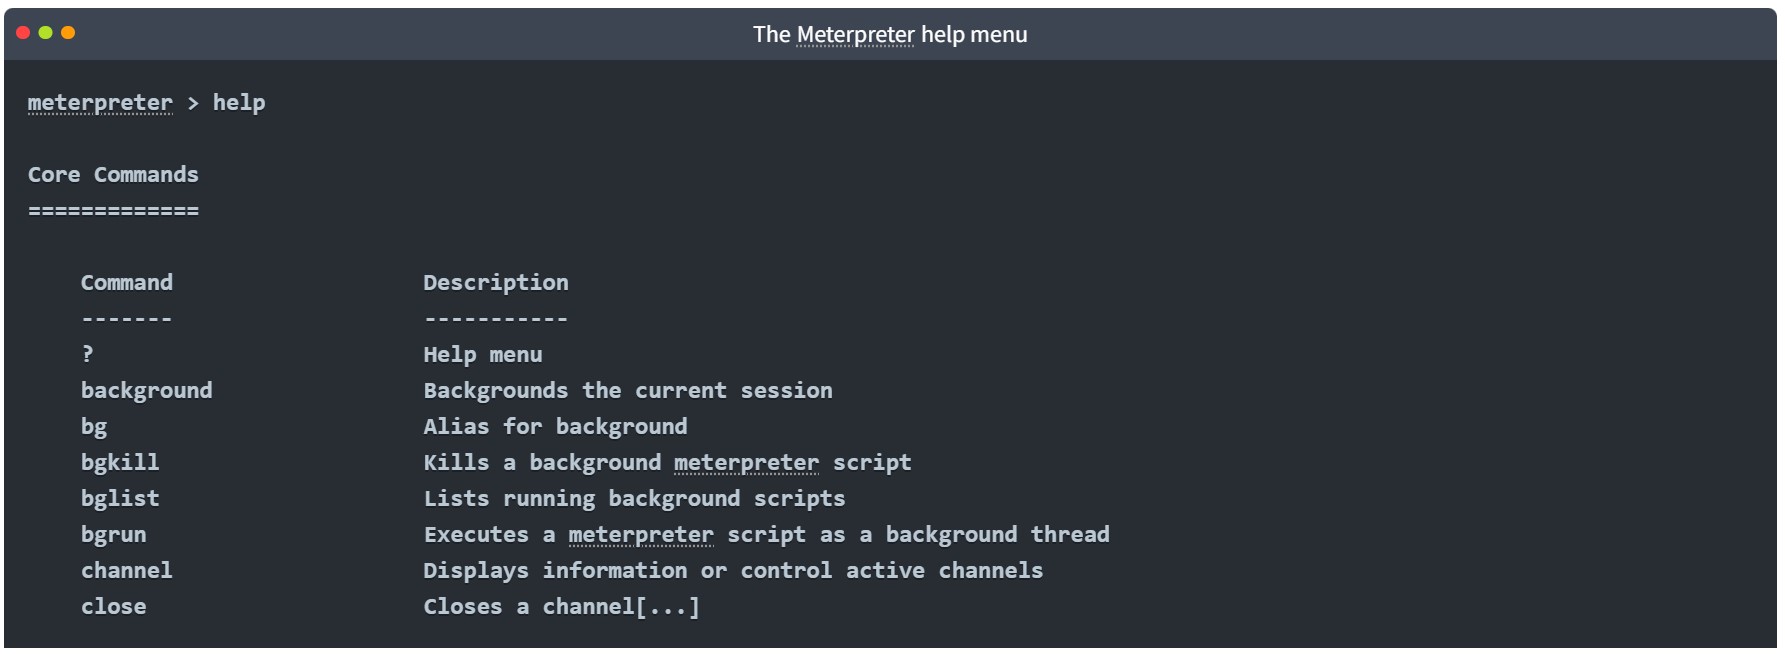 The Meterpreter help menu
meterpreter > help
Core Commands
=============
Command                   Description
-------                   -----------
?                         Help menu
background                Backgrounds the current session
bg                        Alias for background
bgkill                    Kills a background meterpreter script
bglist                    Lists running background scripts
bgrun                     Executes a meterpreter script as a background thread
channel                   Displays information or control active channels
close                     Closes a channel[...]